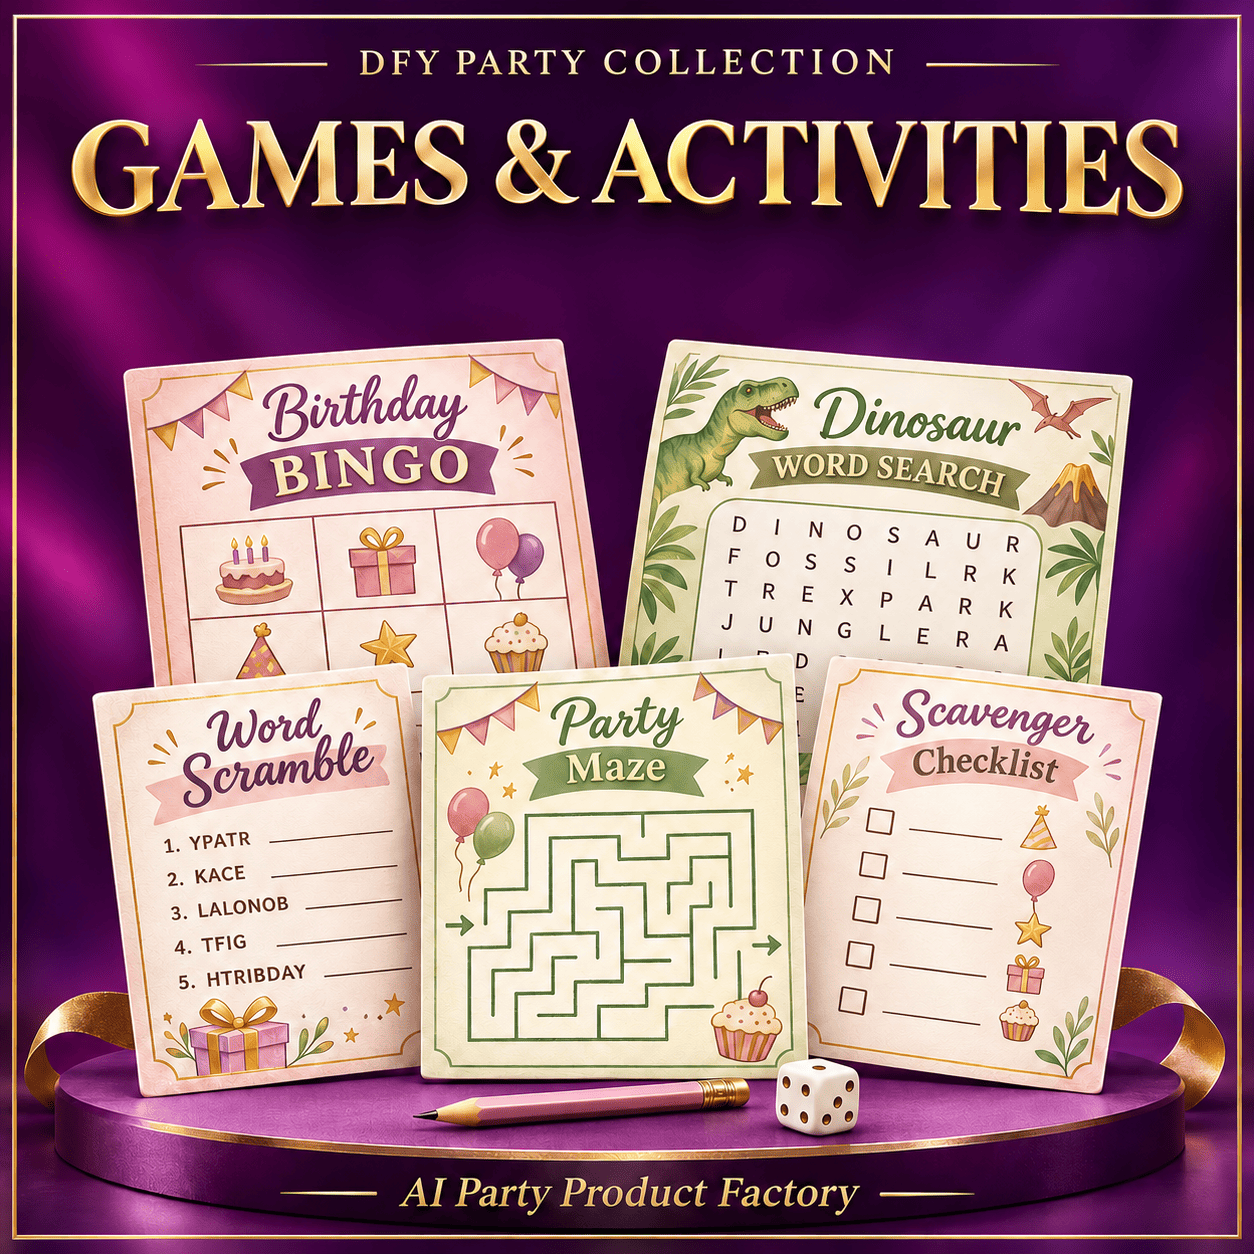 DFY PARTY COLLECTION
GAMES & ACTIVITIES
Birthday
BINGO
Dinosaur
WORD SEARCH
D I N O S A U R
F O S S I L R K
T R E X P A R K
J U N G L E R A
Word
Scramble
1. YPATR
2. KACE
3. LALONOB
4. TFIG
5. HTRIBDAY
Party
Maze
Scavenger
Checklist
AI Party Product Factory